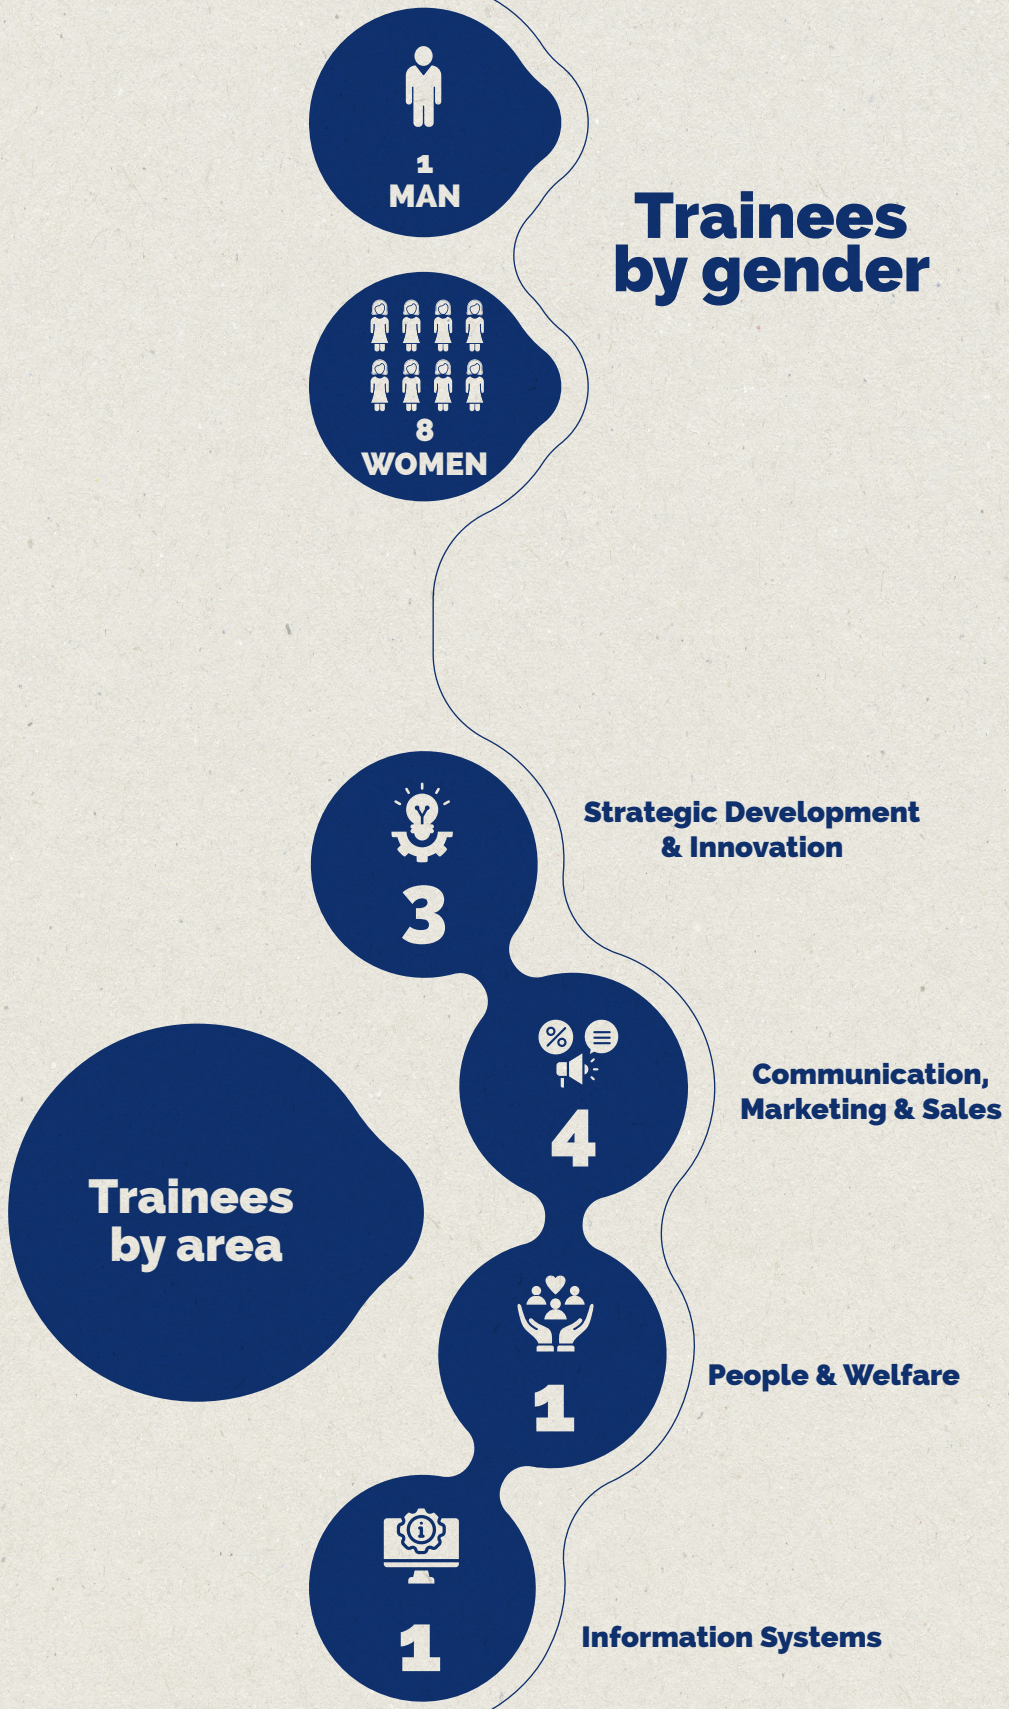 1
MAN
Trainees
by gender
8
WOMEN
3
Strategic Development
& Innovation
4
Communication,
Marketing & Sales
Trainees
by area
1
People & Welfare
1
Information Systems